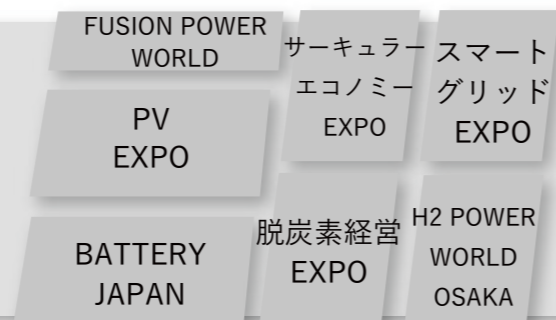 FUSION POWER
WORLD
サーキュラー
エコノミー
EXPO
スマート
グリッド
EXPO
PV
EXPO
BATTERY
JAPAN
脱炭素経営
EXPO
H2 POWER
WORLD
OSAKA